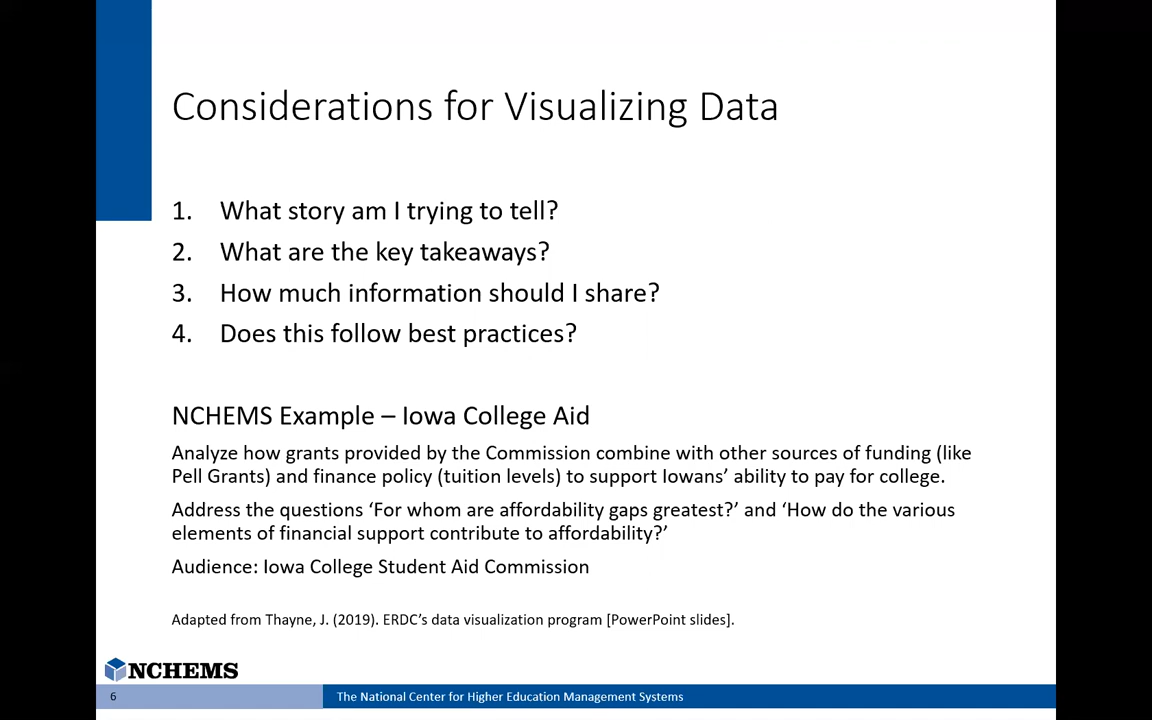 Considerations for Visualizing Data
1. What story am I trying to tell?
2. What are the key takeaways?
3. How much information should I share?
4. Does this follow best practices?
NCHEMS Example – Iowa College Aid
Analyze how grants provided by the Commission combine with other sources of funding (like
Pell Grants) and finance policy (tuition levels) to support Iowans’ ability to pay for college.
Address the questions ‘For whom are affordability gaps greatest?’ and ‘How do the various
elements of financial support contribute to affordability?’
Audience: Iowa College Student Aid Commission
Adapted from Thayne, J. (2019). ERDC’s data visualization program [PowerPoint slides].
NCHEMS
6
The National Center for Higher Education Management Systems